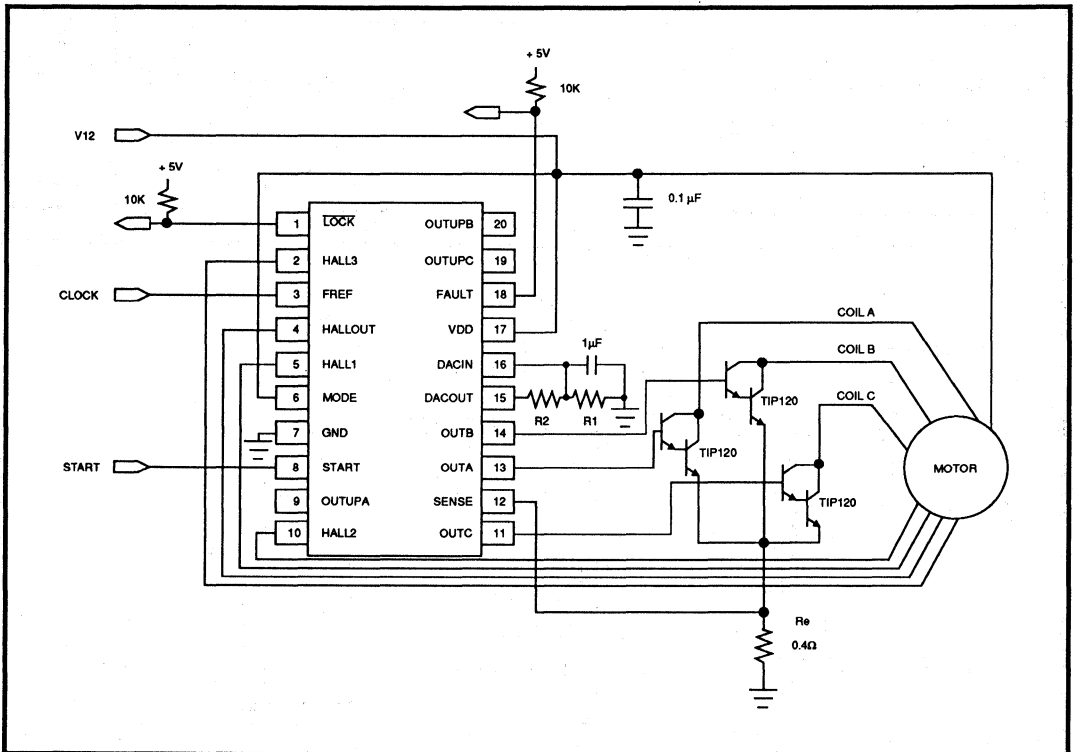 + 5V
10K
V12
+ 5V
10K
0.1 µF
1 L̅O̅C̅K̅ OUTUPB 20
2 HALL3 OUTUPC 19
CLOCK 3 FREF FAULT 18
4 HALLOUT VDD 17
5 HALL1 DACIN 16
6 MODE DACOUT 15
7 GND OUTB 14
START 8 START OUTA 13
9 OUTUPA SENSE 12
10 HALL2 OUTC 11
1µF
R2 R1
COIL A
COIL B
COIL C
TIP120
TIP120
TIP120
MOTOR
Re
0.4Ω